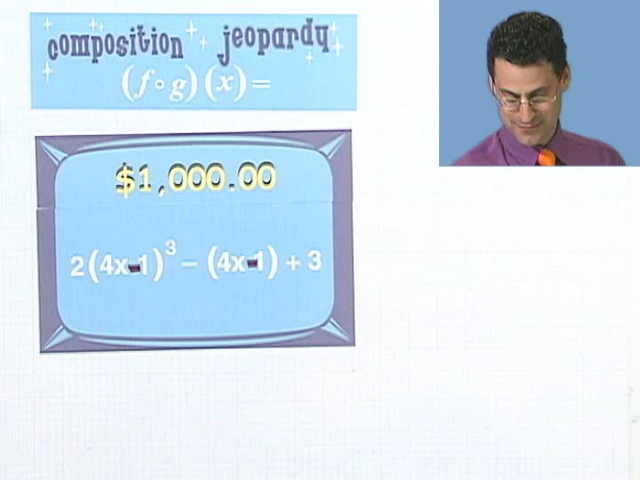 composition jeopardy
(f∘g)(x)=
$1,000.00
2(4x-1)³ − (4x-1) + 3